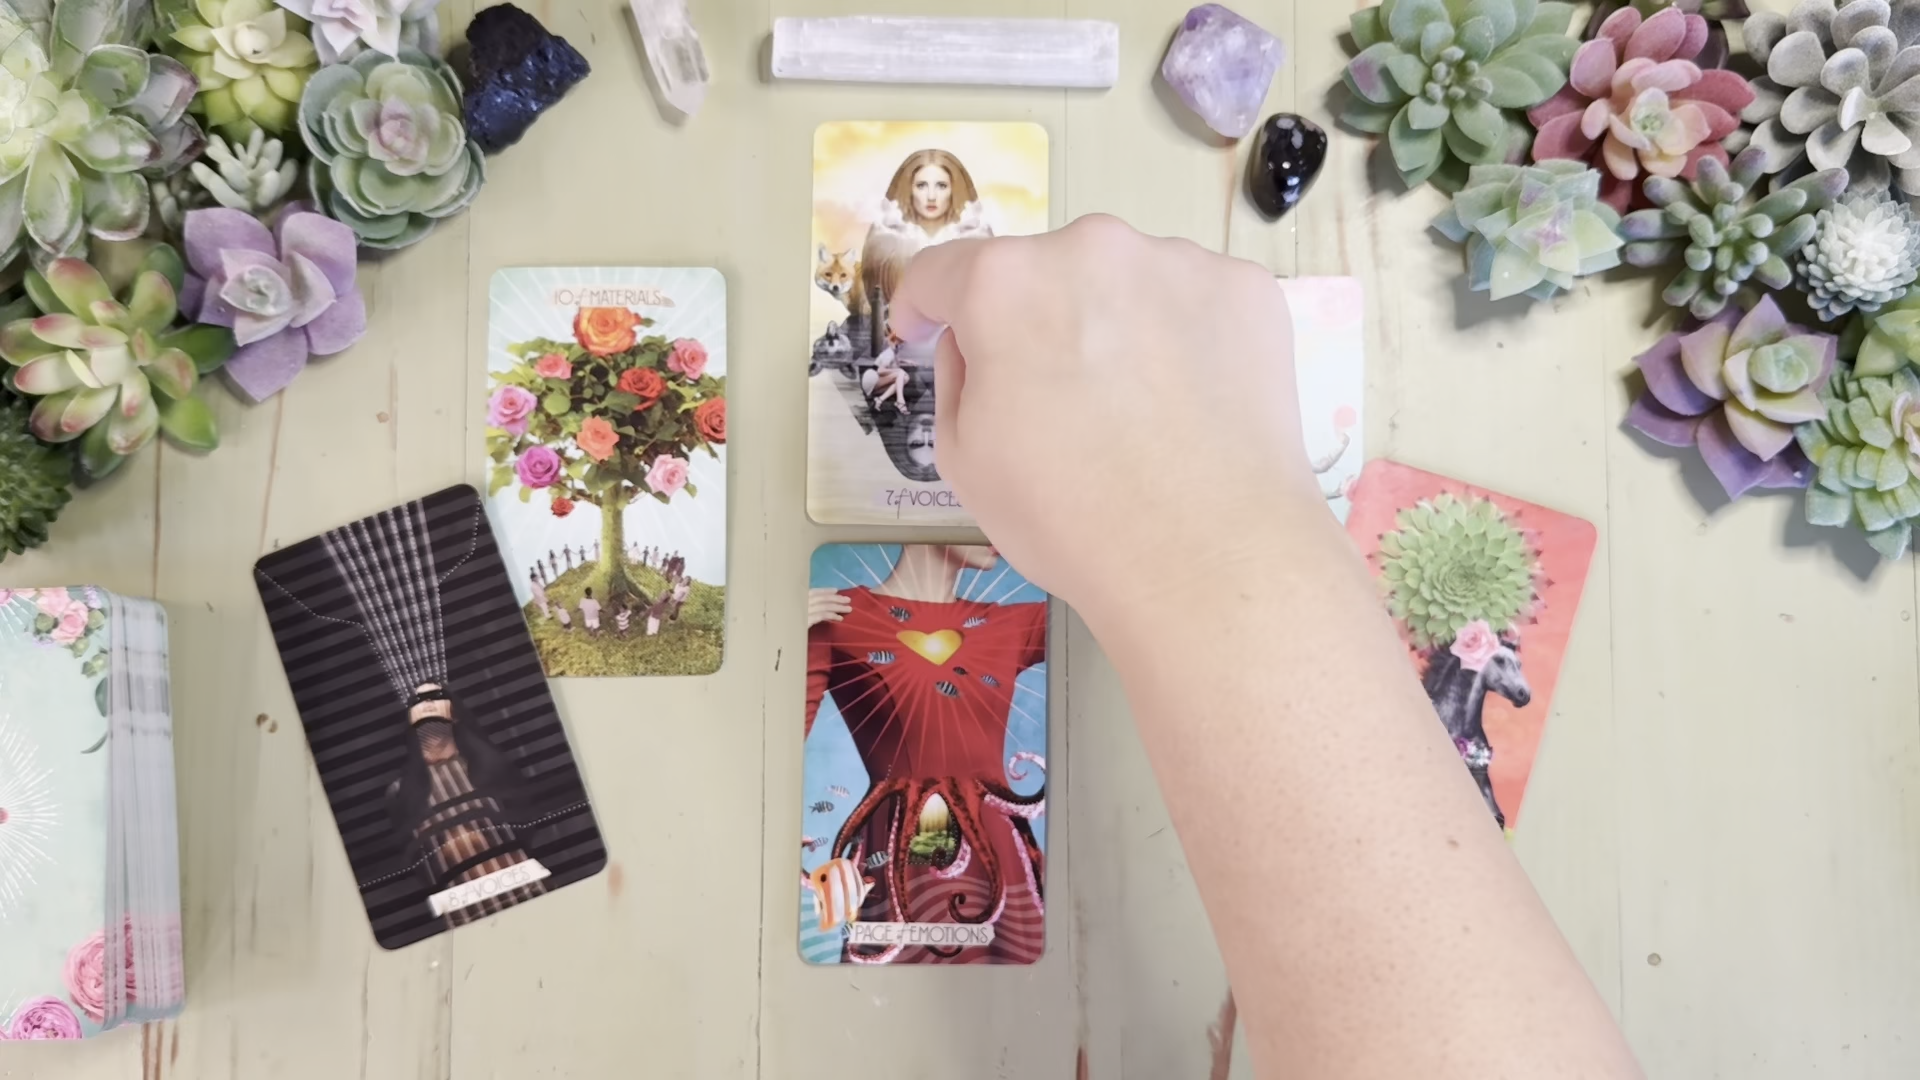 10 of MATERIALS
7 of VOICES
8 of VOICES
PAGE of EMOTIONS